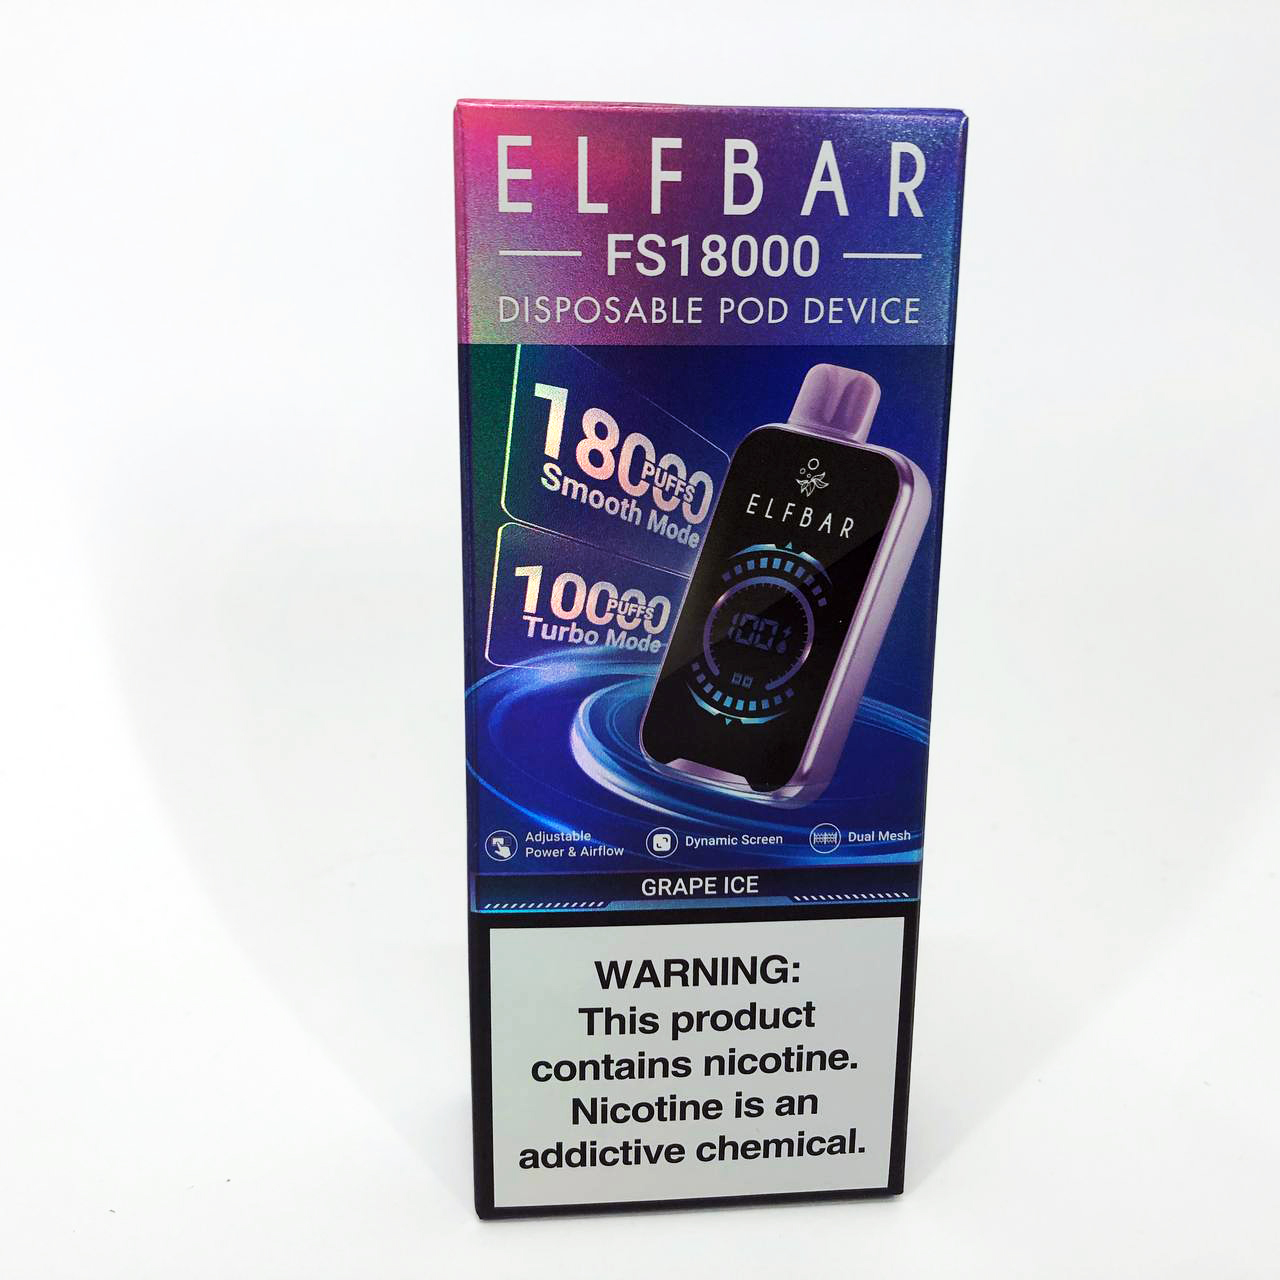 ELFBAR
FS18000
DISPOSABLE POD DEVICE
18000
PUFFS
Smooth Mode
10000
PUFFS
Turbo Mode
ELFBAR
100
Adjustable
Power & Airflow
Dynamic Screen
Dual Mesh
GRAPE ICE
WARNING:
This product
contains nicotine.
Nicotine is an
addictive chemical.